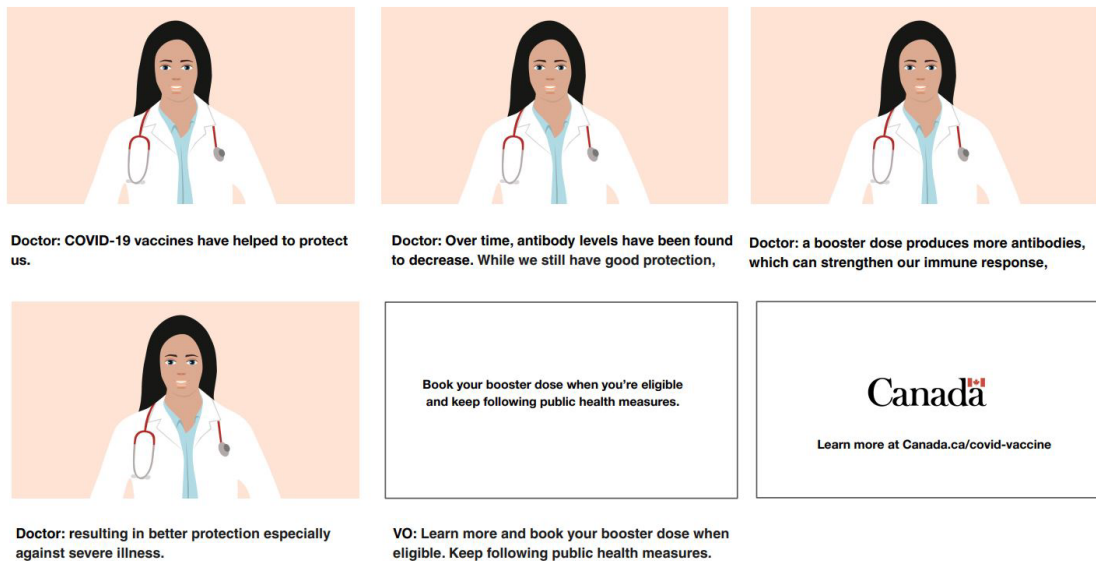 Doctor: COVID-19 vaccines have helped to protect
us.
Doctor: Over time, antibody levels have been found
to decrease. While we still have good protection,
Doctor: a booster dose produces more antibodies,
which can strengthen our immune response,
Doctor: resulting in better protection especially
against severe illness.
Book your booster dose when you’re eligible
and keep following public health measures.
VO: Learn more and book your booster dose when
eligible. Keep following public health measures.
Canada
Learn more at Canada.ca/covid-vaccine